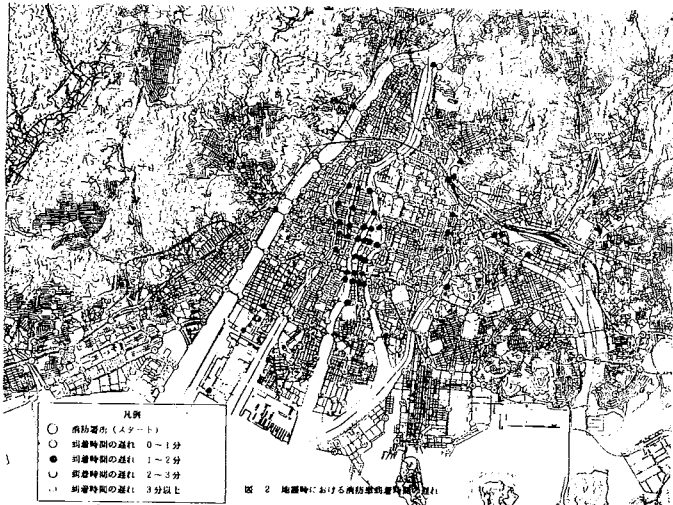 凡例
消防署所(スタート)
到着時間の遅れ 0~1分
到着時間の遅れ 1~2分
到着時間の遅れ 2~3分
到着時間の遅れ 3分以上
図 2 地震時における消防隊到着時間の遅れ